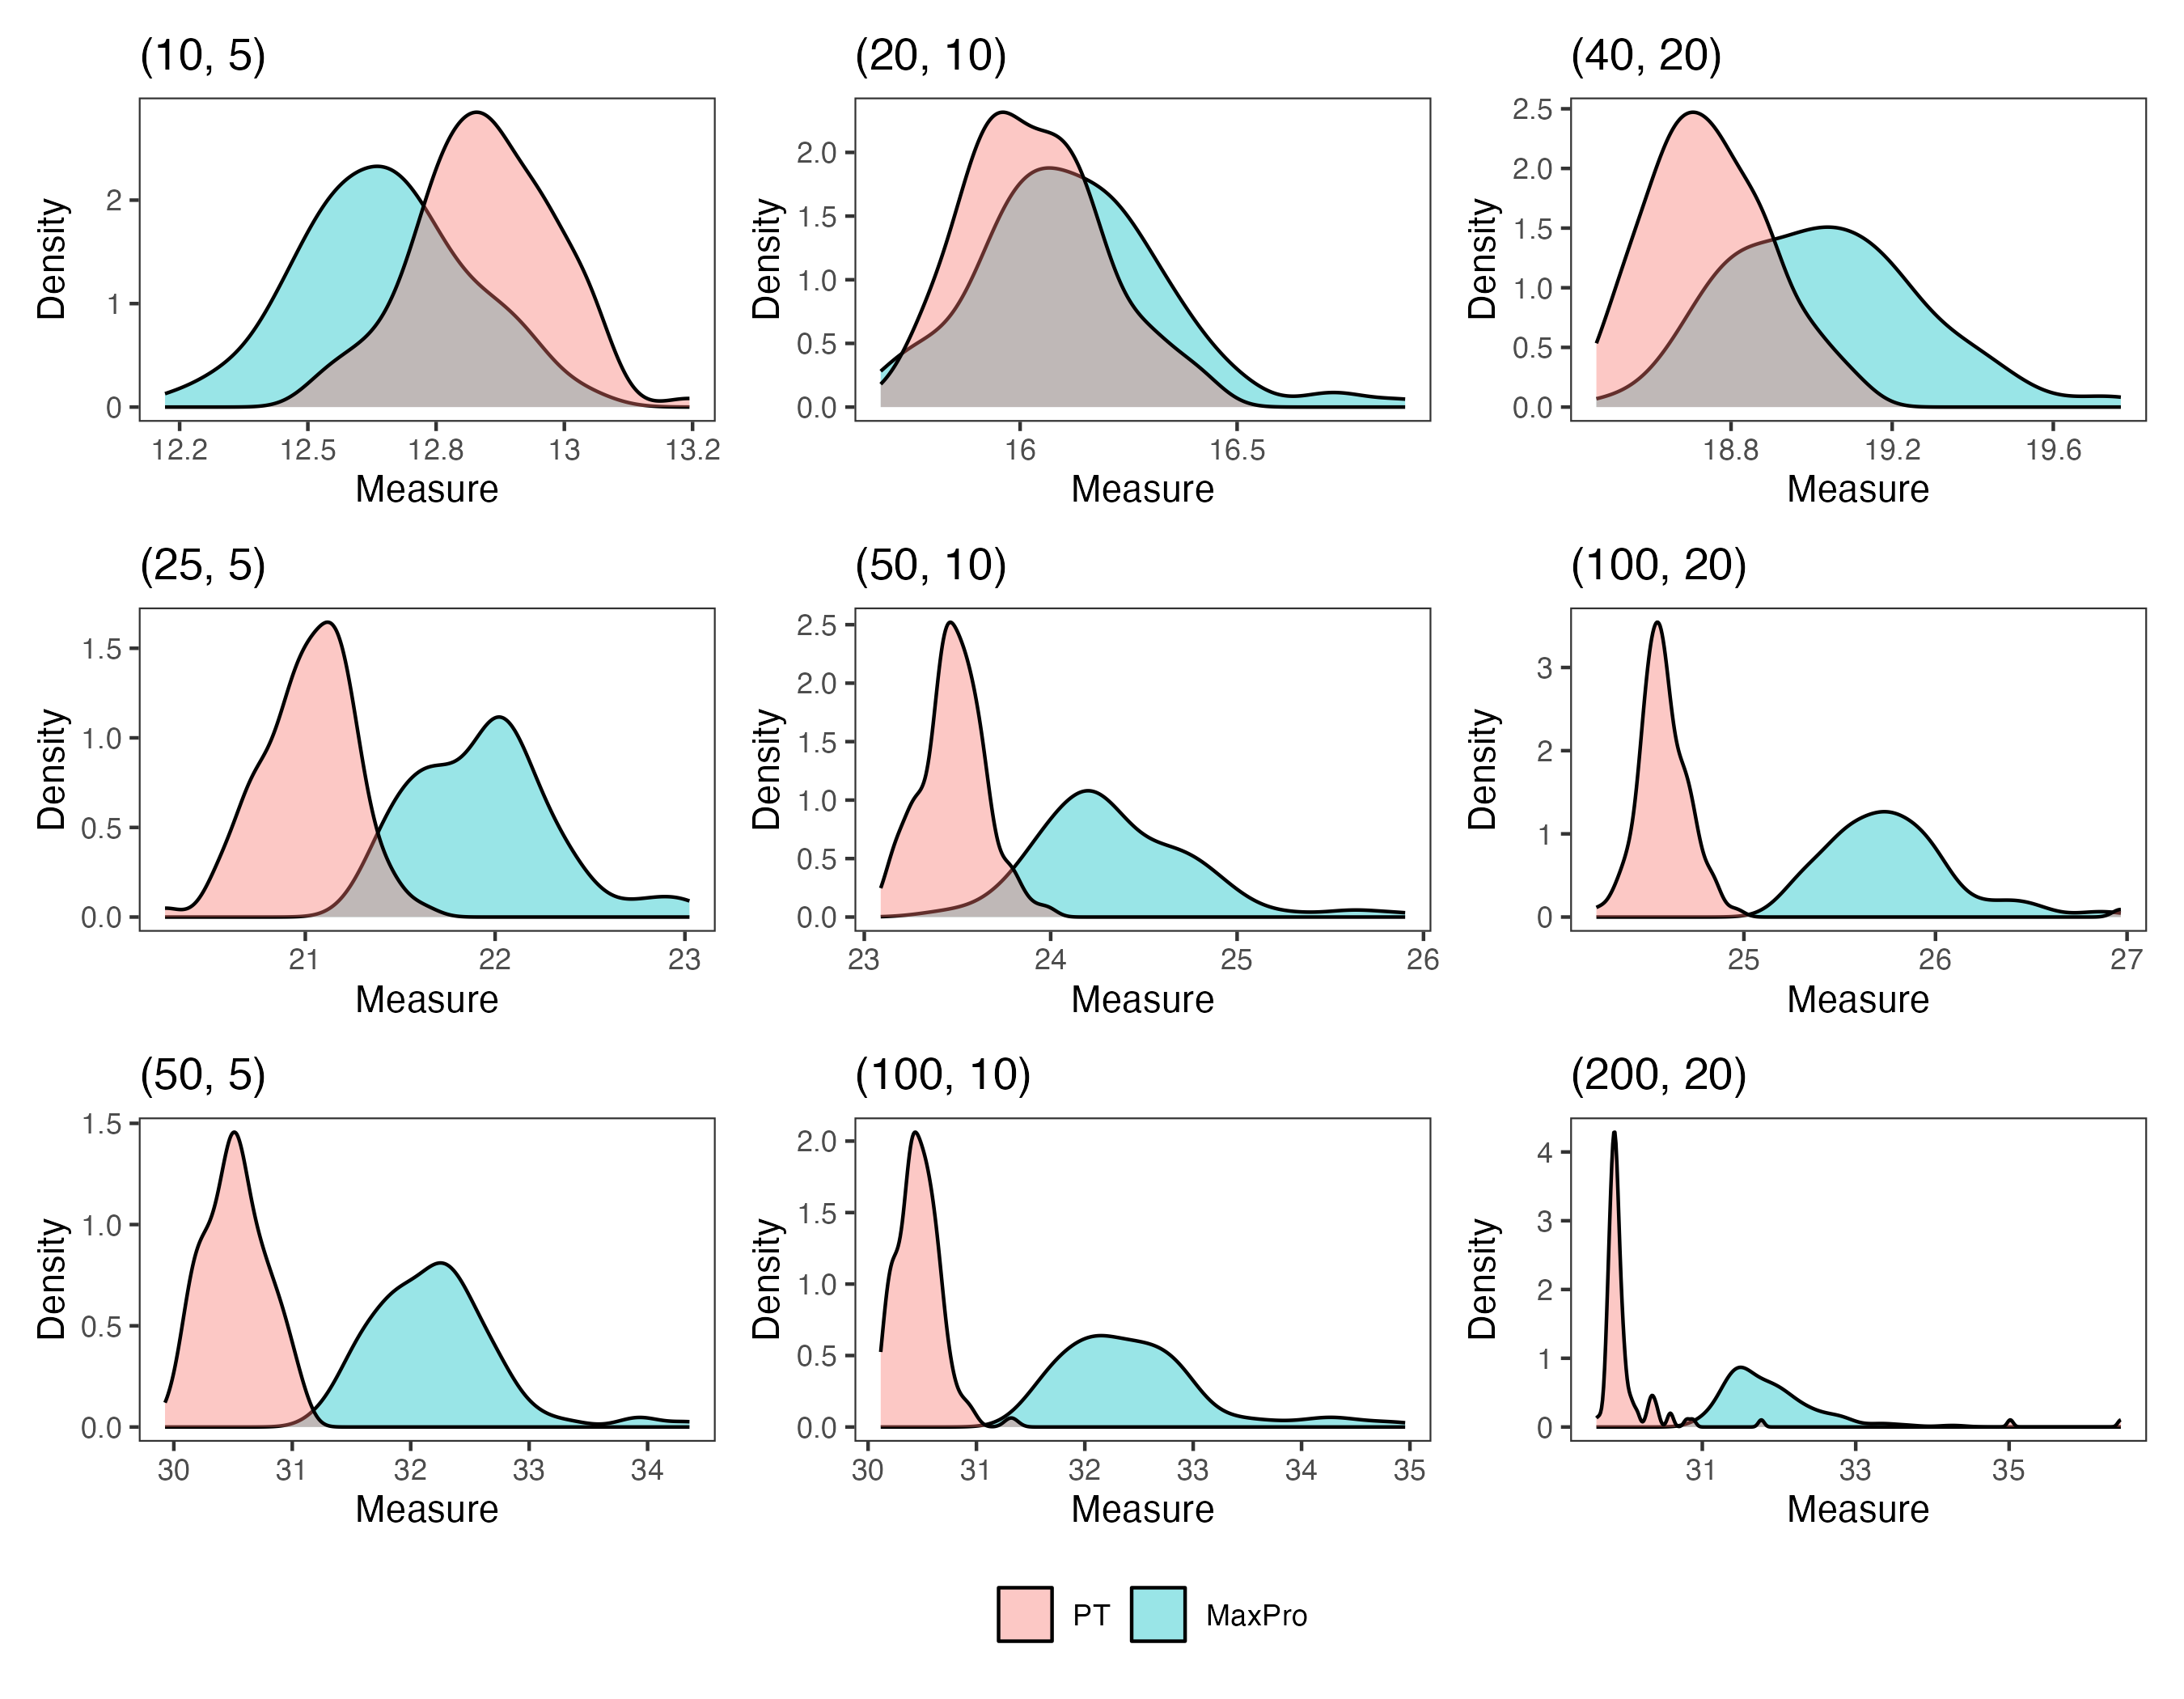 (10, 5)
Density
2
1
0
12.2 12.5 12.8 13 13.2
Measure
(20, 10)
Density
2.0
1.5
1.0
0.5
0.0
16 16.5
Measure
(40, 20)
Density
2.5
2.0
1.5
1.0
0.5
0.0
18.8 19.2 19.6
Measure
(25, 5)
Density
1.5
1.0
0.5
0.0
21 22 23
Measure
(50, 10)
Density
2.5
2.0
1.5
1.0
0.5
0.0
23 24 25 26
Measure
(100, 20)
Density
3
2
1
0
25 26 27
Measure
(50, 5)
Density
1.5
1.0
0.5
0.0
30 31 32 33 34
Measure
(100, 10)
Density
2.0
1.5
1.0
0.5
0.0
30 31 32 33 34 35
Measure
(200, 20)
Density
4
3
2
1
0
31 33 35
Measure
PT MaxPro